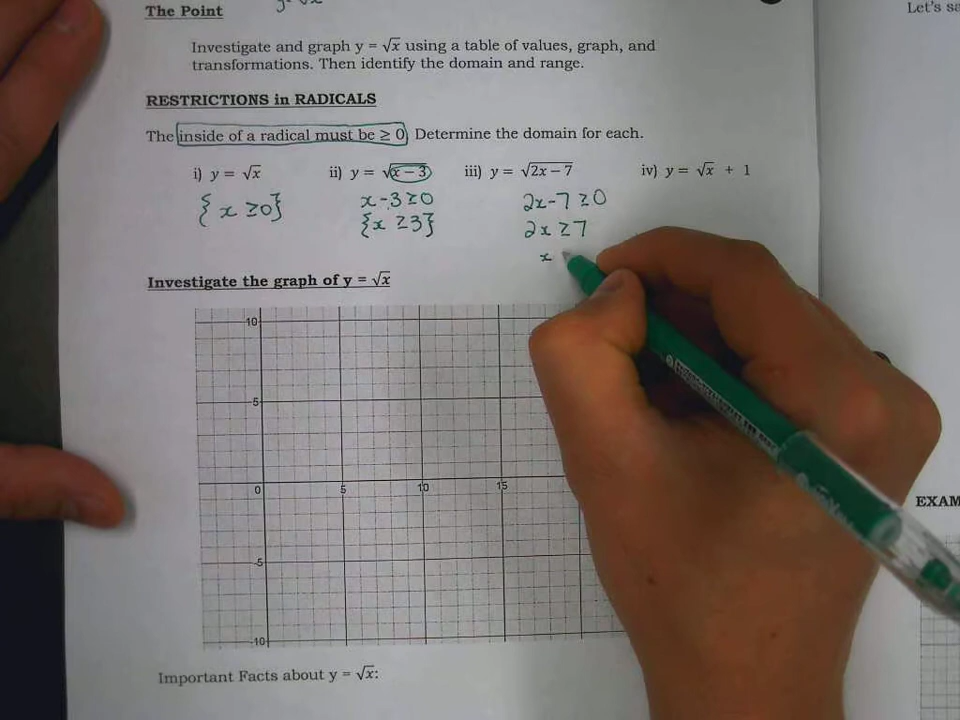 The Point
Let's
Investigate and graph y = √x using a table of values, graph, and
transformations. Then identify the domain and range.
RESTRICTIONS in RADICALS
The inside of a radical must be ≥ 0. Determine the domain for each.
i) y = √x ii) y = √x – 3 iii) y = √2x – 7 iv) y = √x + 1
{x ≥0} x-3≥0 2x-7≥0
{x ≥3} 2x≥7
x
Investigate the graph of y = √x
10
5
0 5 10 15
-5
-10
EXAM
Important Facts about y = √x: